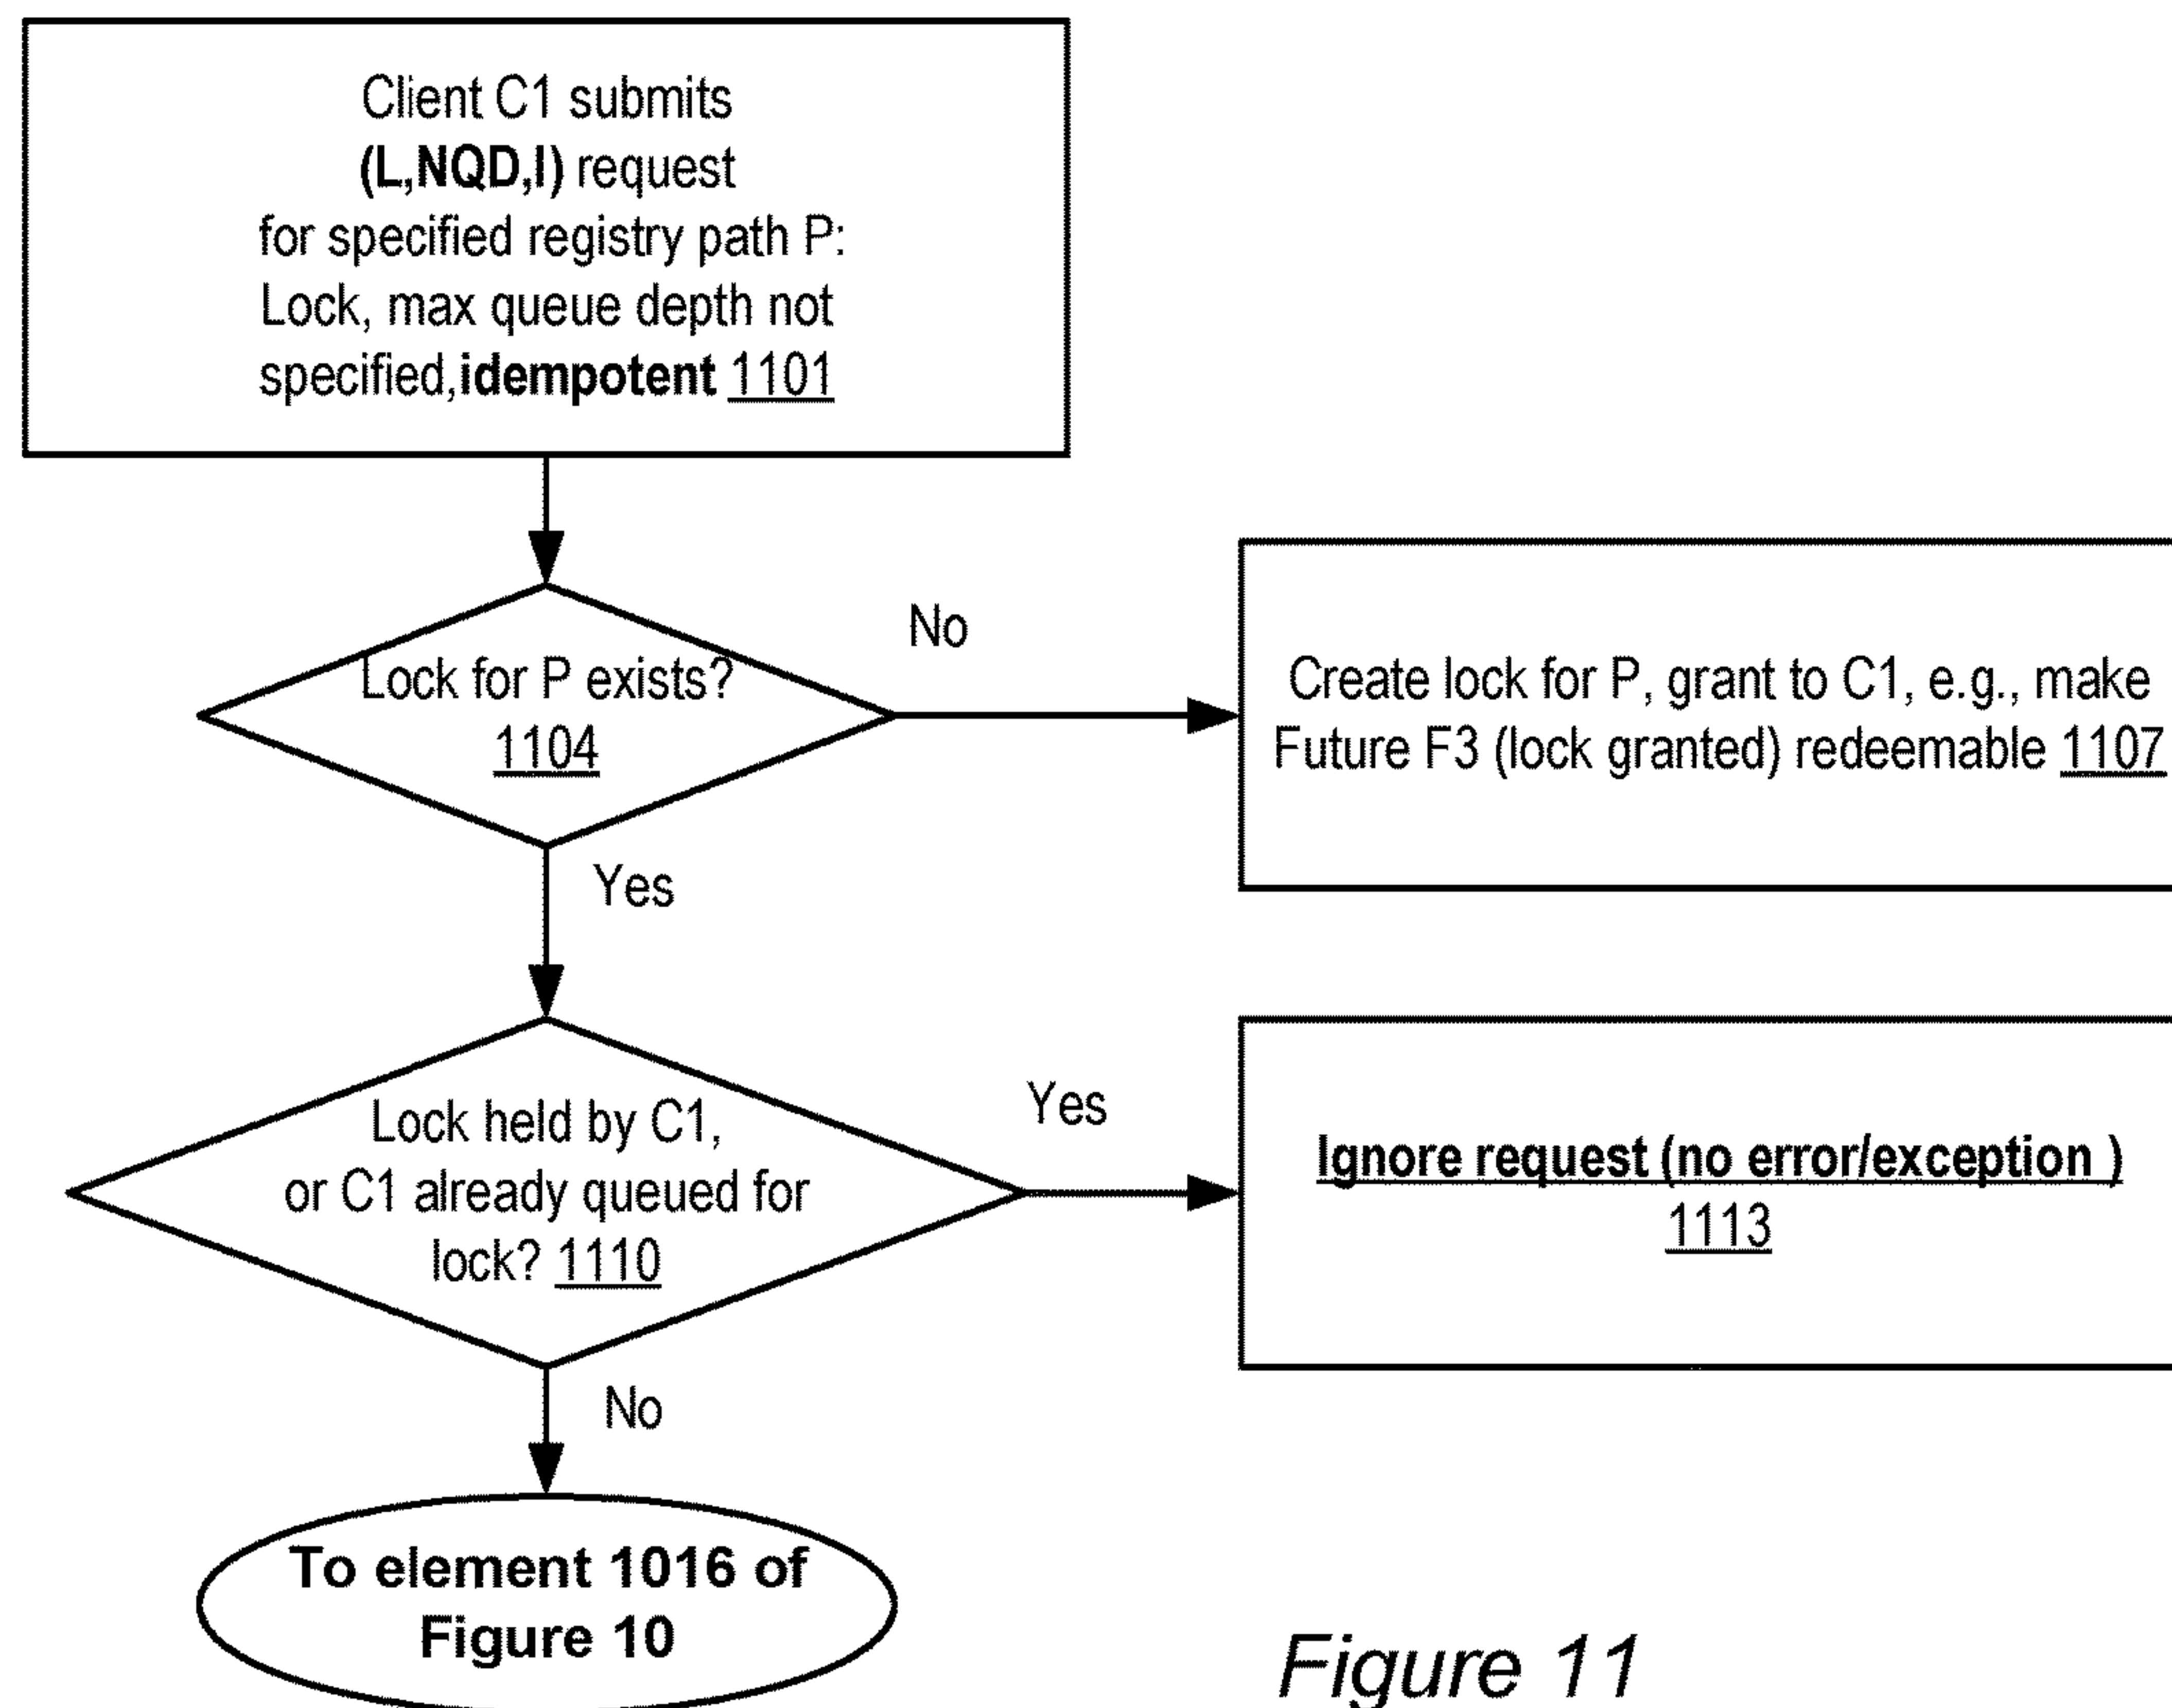 Client C1 submits
(L,NQD,I) request
for specified registry path P:
Lock, max queue depth not
specified,idempotent 1101
Lock for P exists?
1104
No
Create lock for P, grant to C1, e.g., make
Future F3 (lock granted) redeemable 1107
Yes
Lock held by C1,
or C1 already queued for
lock? 1110
Yes
Ignore request (no error/exception )
1113
No
To element 1016 of
Figure 10
Figure 11